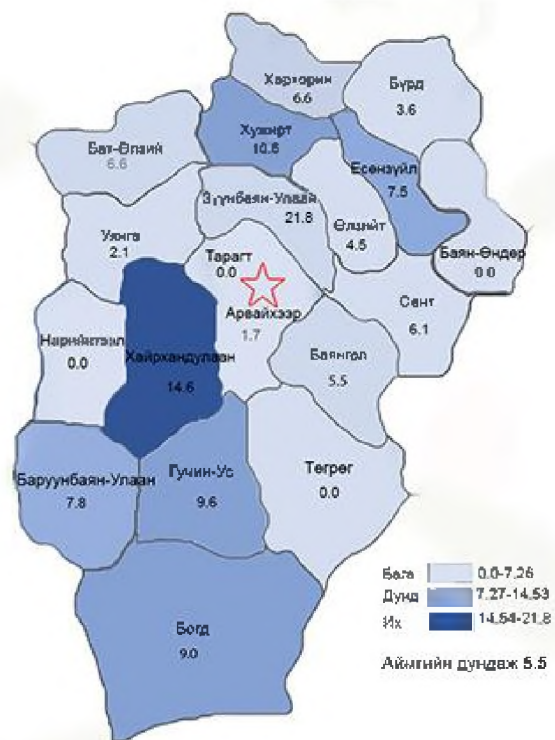 Хархорин
6.6
Бүрд
3.6
Хужирт
10.8
Бат-Өлзий
6.6
Есөнзүйл
7.5
Зүүнбаян-Улаан
21.8
Өлзийт
4.5
Уянга
2.1
Тарагт
0.0
Баян-Өндөр
0.0
Сант
6.1
Арвайхээр
1.7
Нарийнтээл
0.0
Хайрхандулаан
14.6
Баянгол
5.5
Төгрөг
0.0
Баруунбаян-Улаан
7.8
Гучин-Ус
9.6
Богд
9.0
Бага 0.0-7.26
Дунд 7.27-14.53
Их 14.54-21.8
Аймгийн дундаж 5.5